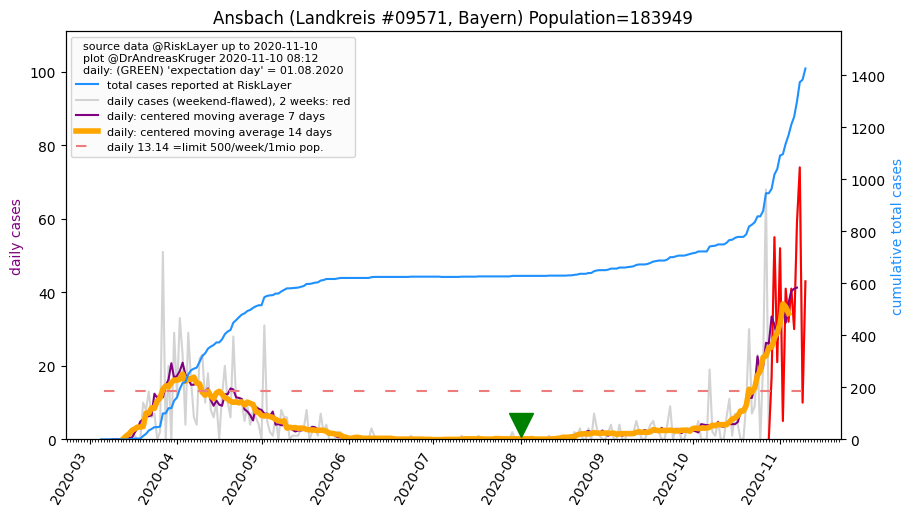 Ansbach (Landkreis #09571, Bayern) Population=183949
source data @RiskLayer up to 2020-11-10
plot @DrAndreasKruger 2020-11-10 08:12
daily: (GREEN) 'expectation day' = 01.08.2020
total cases reported at RiskLayer
daily cases (weekend-flawed), 2 weeks: red
daily: centered moving average 7 days
daily: centered moving average 14 days
daily 13.14 =limit 500/week/1mio pop.
daily cases
100
80
60
40
20
0
cumulative total cases
1400
1200
1000
800
600
400
200
0
2020-03
2020-04
2020-05
2020-06
2020-07
2020-08
2020-09
2020-10
2020-11